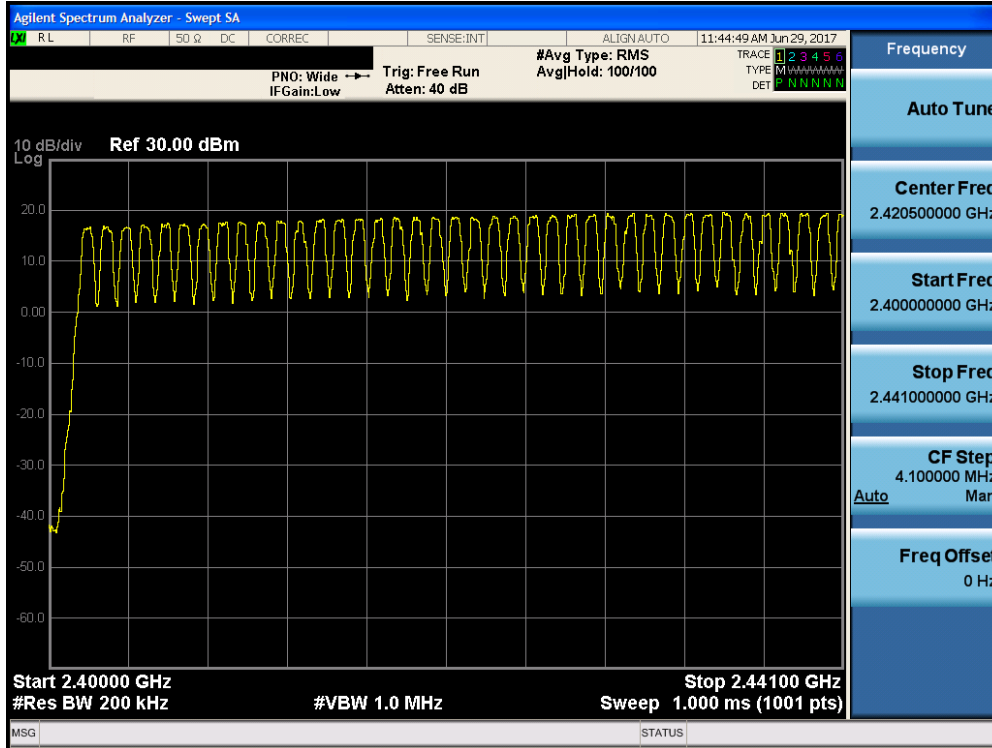 Agilent Spectrum Analyzer - Swept SA
LXI RL RF 50 Ω DC CORREC SENSE:INT ALIGN AUTO 11:44:49 AM Jun 29, 2017
Frequency
#Avg Type: RMS TRACE 1 2 3 4 5 6
PNO: Wide Trig: Free Run Avg|Hold: 100/100 TYPE M WWWWW
IFGain:Low Atten: 40 dB DET P N N N N N
Auto Tune
10 dB/div Ref 30.00 dBm
Log
20.0
10.0
0.00
-10.0
-20.0
-30.0
-40.0
-50.0
-60.0
Center Freq
2.420500000 GHz
Start Freq
2.400000000 GHz
Stop Freq
2.441000000 GHz
CF Step
4.100000 MHz
Auto Man
Freq Offset
0 Hz
Start 2.40000 GHz Stop 2.44100 GHz
#Res BW 200 kHz #VBW 1.0 MHz Sweep 1.000 ms (1001 pts)
MSG STATUS